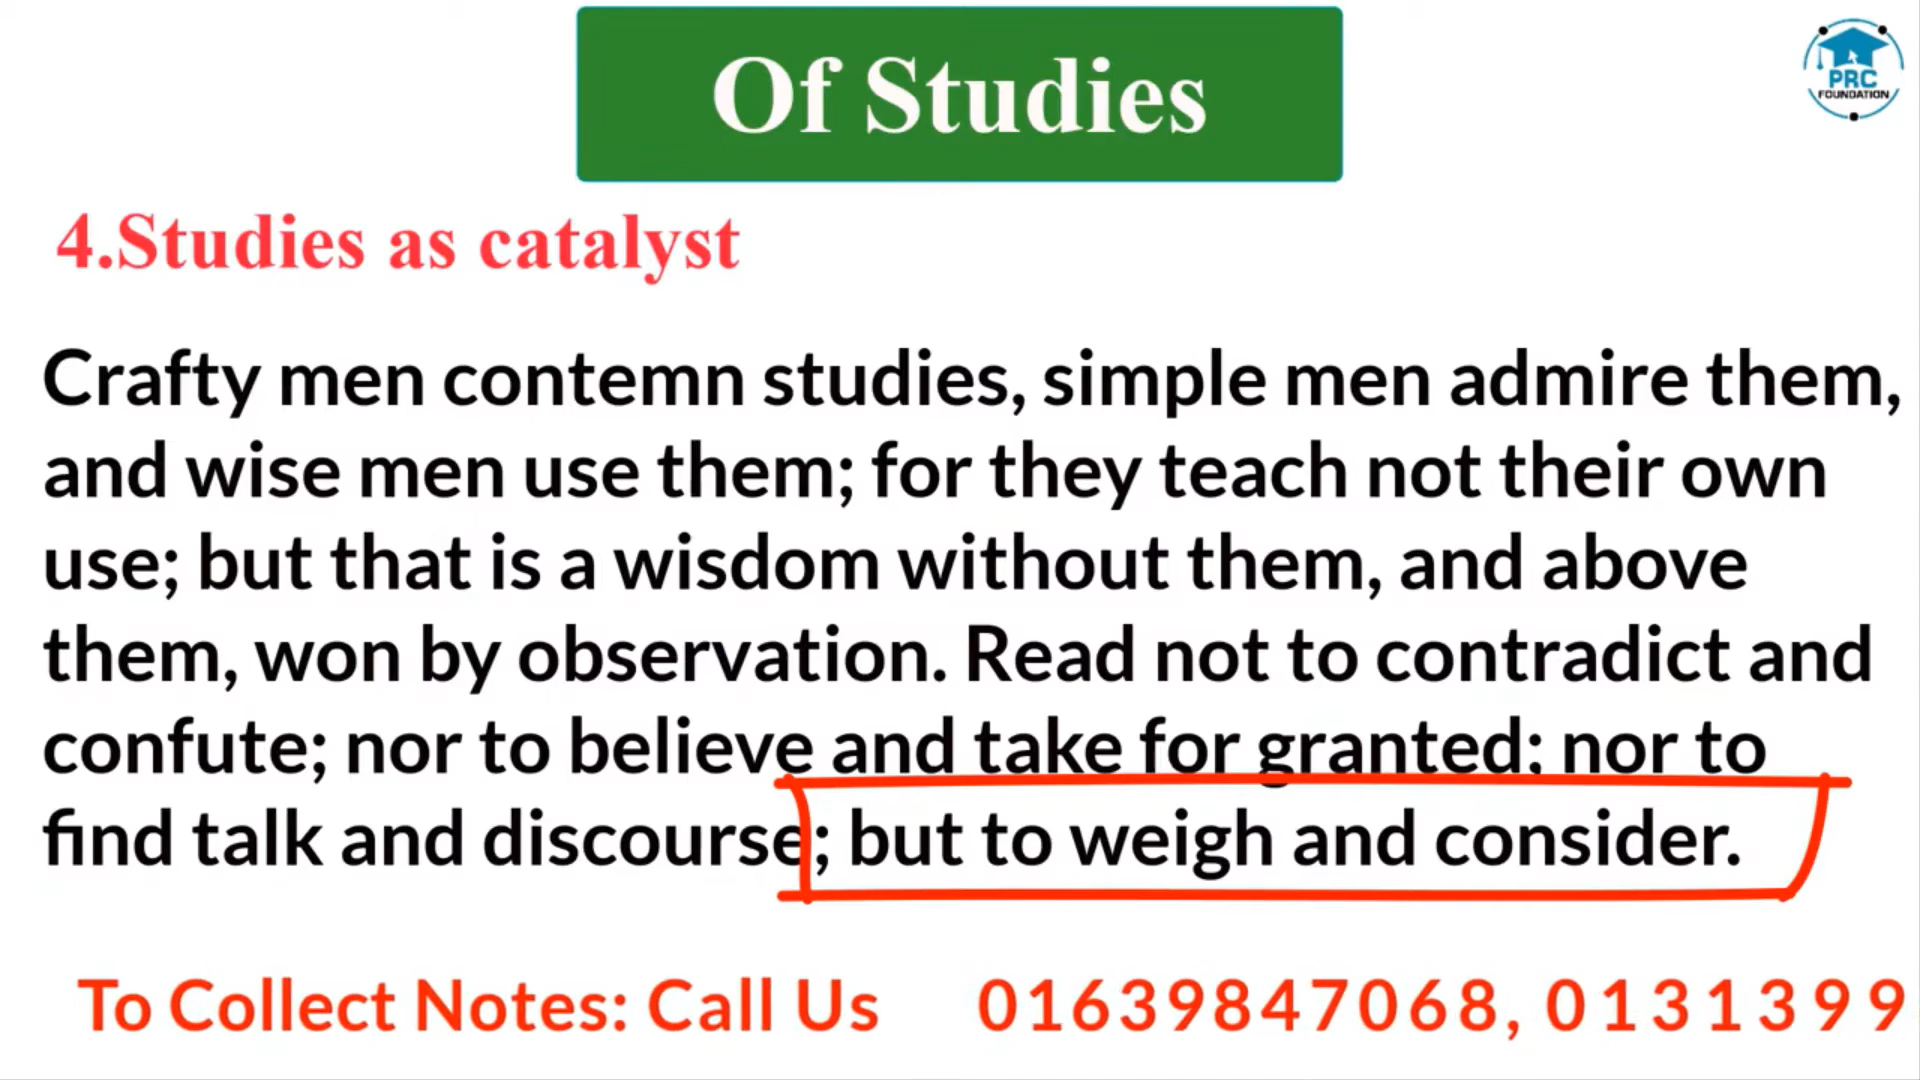 Of Studies
PRC
FOUNDATION
4.Studies as catalyst
Crafty men contemn studies, simple men admire them,
and wise men use them; for they teach not their own
use; but that is a wisdom without them, and above
them, won by observation. Read not to contradict and
confute; nor to believe and take for granted; nor to
find talk and discourse; but to weigh and consider.
To Collect Notes: Call Us 01639847068, 0131399